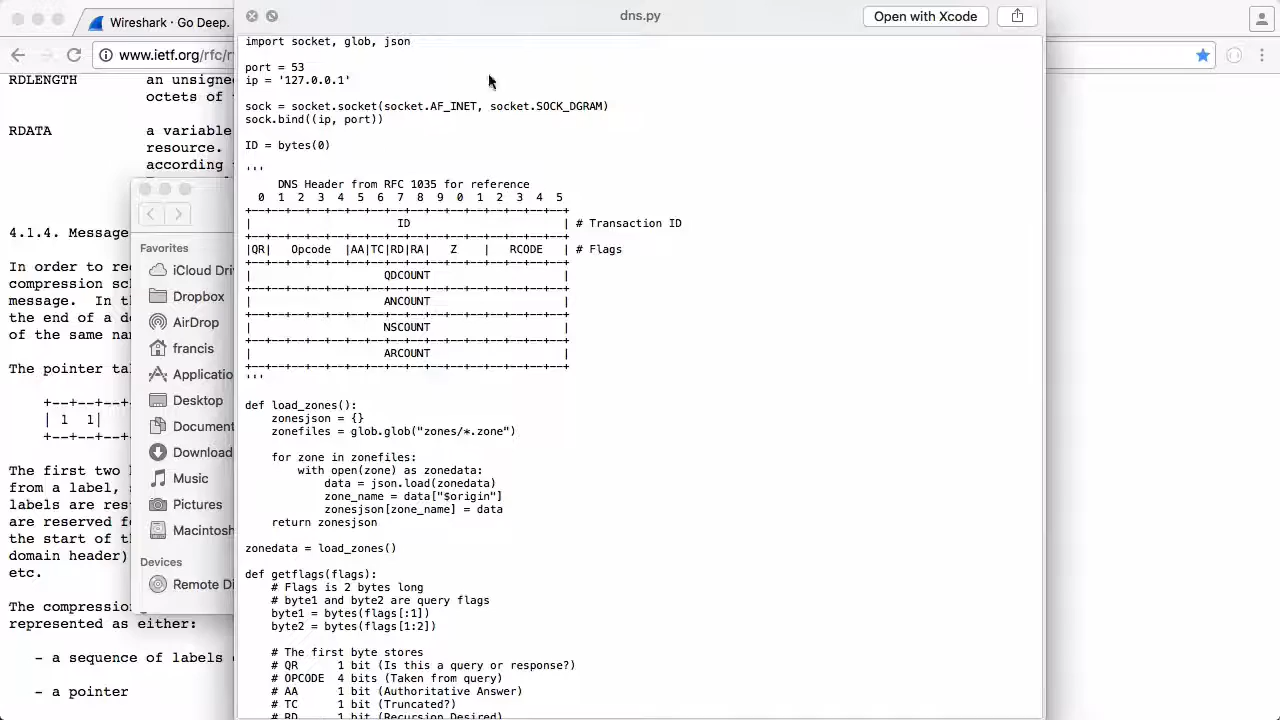 Wireshark · Go Deep.
www.ietf.org/rfc/r
RDLENGTH an unsigne
octets of
RDATA a variable
resource.
according
4.1.4. Message
In order to re
compression sc
message. In th
the end of a d
of the same na
The pointer ta
+--+--+--
| 1 1|
+--+--+--
The first two
from a label,
labels are res
are reserved f
the start of th
domain header)
etc.
The compressio
represented as either:
- a sequence of labels
- a pointer
Favorites
iCloud Dri
Dropbox
AirDrop
francis
Applicatio
Desktop
Document
Download
Music
Pictures
Macintosh
Devices
Remote Di
dns.py
Open with Xcode
import socket, glob, json
port = 53
ip = '127.0.0.1'
sock = socket.socket(socket.AF_INET, socket.SOCK_DGRAM)
sock.bind((ip, port))
ID = bytes(0)
'''
DNS Header from RFC 1035 for reference
0 1 2 3 4 5 6 7 8 9 0 1 2 3 4 5
+--+--+--+--+--+--+--+--+--+--+--+--+--+--+--+--+
| ID | # Transaction ID
+--+--+--+--+--+--+--+--+--+--+--+--+--+--+--+--+
|QR| Opcode |AA|TC|RD|RA| Z | RCODE | # Flags
+--+--+--+--+--+--+--+--+--+--+--+--+--+--+--+--+
| QDCOUNT |
+--+--+--+--+--+--+--+--+--+--+--+--+--+--+--+--+
| ANCOUNT |
+--+--+--+--+--+--+--+--+--+--+--+--+--+--+--+--+
| NSCOUNT |
+--+--+--+--+--+--+--+--+--+--+--+--+--+--+--+--+
| ARCOUNT |
+--+--+--+--+--+--+--+--+--+--+--+--+--+--+--+--+
'''
def load_zones():
zonesjson = {}
zonefiles = glob.glob("zones/*.zone")
for zone in zonefiles:
with open(zone) as zonedata:
data = json.load(zonedata)
zone_name = data["$origin"]
zonesjson[zone_name] = data
return zonesjson
zonedata = load_zones()
def getflags(flags):
# Flags is 2 bytes long
# byte1 and byte2 are query flags
byte1 = bytes(flags[:1])
byte2 = bytes(flags[1:2])
# The first byte stores
# QR 1 bit (Is this a query or response?)
# OPCODE 4 bits (Taken from query)
# AA 1 bit (Authoritative Answer)
# TC 1 bit (Truncated?)
# RD 1 bit (Recursion Desired)